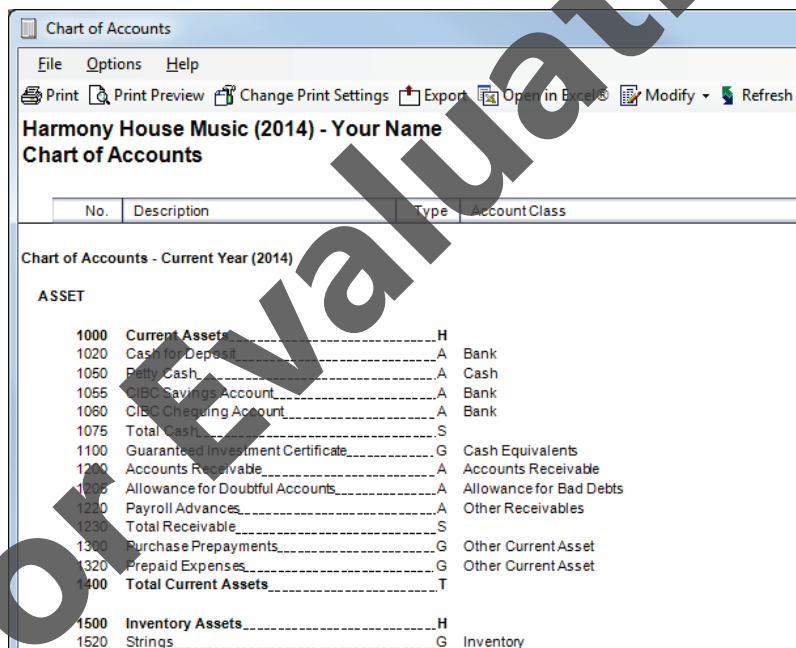 Chart of Accounts
File Options Help
Print Print Preview Change Print Settings Export Open in Excel® Modify Refresh
Harmony House Music (2014) - Your Name
Chart of Accounts
No. Description Type Account Class
Chart of Accounts - Current Year (2014)
ASSET
1000 Current Assets H
1020 Cash for Deposit A Bank
1050 Petty Cash A Cash
1055 CIBC Savings Account A Bank
1060 CIBC Chequing Account A Bank
1075 Total Cash S
1100 Guaranteed Investment Certificate G Cash Equivalents
1200 Accounts Receivable A Accounts Receivable
1205 Allowance for Doubtful Accounts A Allowance for Bad Debts
1220 Payroll Advances A Other Receivables
1230 Total Receivable S
1300 Purchase Prepayments G Other Current Asset
1320 Prepaid Expenses G Other Current Asset
1400 Total Current Assets T
1500 Inventory Assets H
1520 Strings G Inventory
or Evaluati